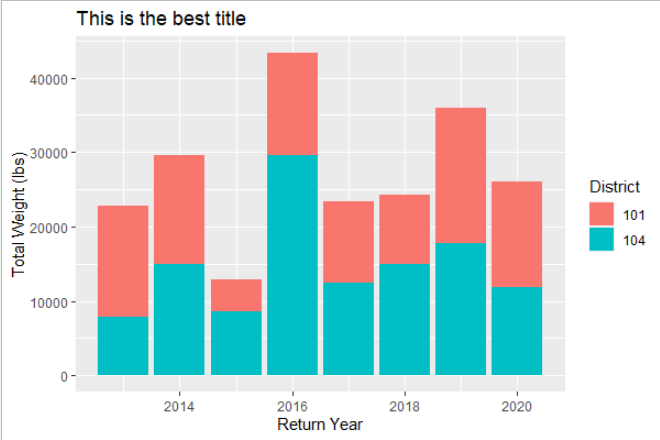 This is the best title
Total Weight (lbs)
40000
30000
20000
10000
0
2014 2016 2018 2020
Return Year
District
101
104